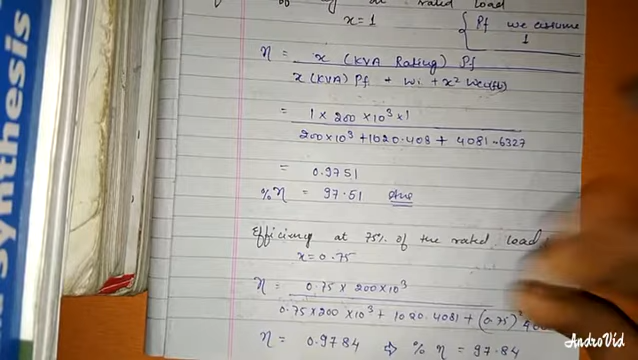 Synthesis
at rated load
x = 1
Pf we assume
1
η = x (KVA Rating) Pf
x (KVA) Pf + Wi + x² Wcu(fl)
= 1 × 200 × 10³ × 1
200×10³ + 1020.408 + 4081.6327
= 0.9751
% η = 97.51 Ans
Efficiency at 75% of the rated load
x = 0.75
η = 0.75 × 200×10³
0.75×200 ×10³ + 1020.4081 + (0.75)²
η = 0.9784 ⇒ % η = 97.84
AndroVid